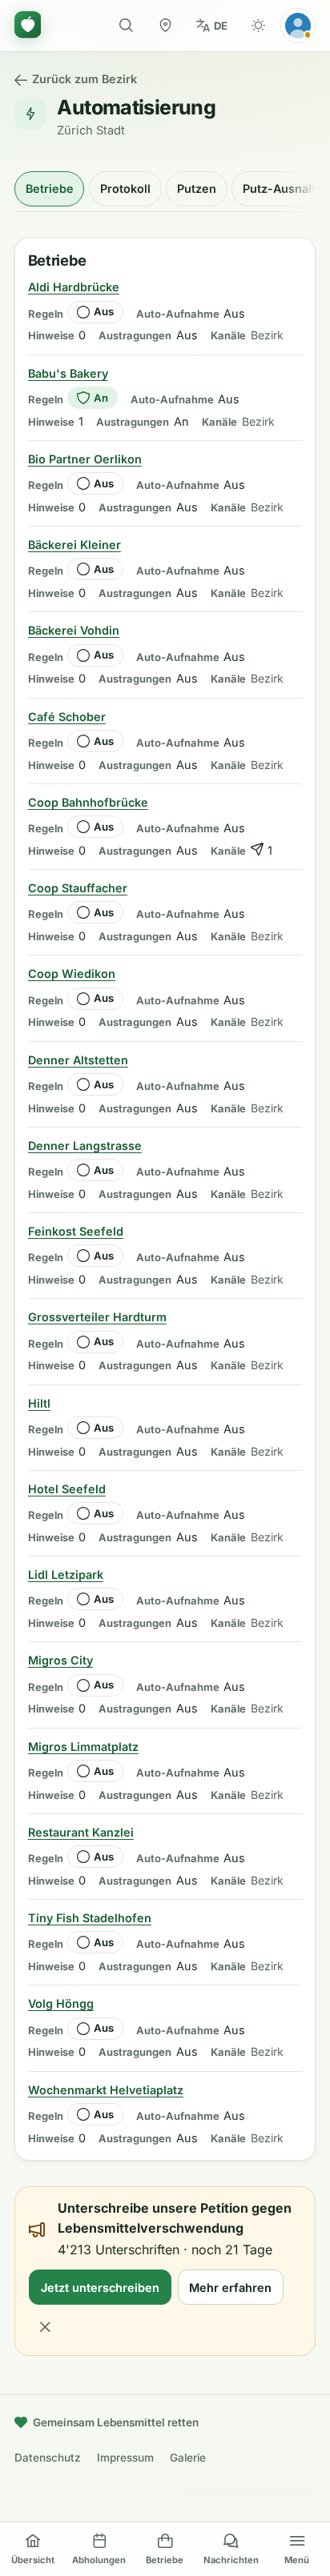 DE
Zurück zum Bezirk
Automatisierung
Zürich Stadt
Betriebe Protokoll Putzen Putz-Ausnah
Betriebe
Aldi Hardbrücke
Regeln Aus Auto-Aufnahme Aus
Hinweise 0 Austragungen Aus Kanäle Bezirk
Babu's Bakery
Regeln An Auto-Aufnahme Aus
Hinweise 1 Austragungen An Kanäle Bezirk
Bio Partner Oerlikon
Regeln Aus Auto-Aufnahme Aus
Hinweise 0 Austragungen Aus Kanäle Bezirk
Bäckerei Kleiner
Regeln Aus Auto-Aufnahme Aus
Hinweise 0 Austragungen Aus Kanäle Bezirk
Bäckerei Vohdin
Regeln Aus Auto-Aufnahme Aus
Hinweise 0 Austragungen Aus Kanäle Bezirk
Café Schober
Regeln Aus Auto-Aufnahme Aus
Hinweise 0 Austragungen Aus Kanäle Bezirk
Coop Bahnhofbrücke
Regeln Aus Auto-Aufnahme Aus
Hinweise 0 Austragungen Aus Kanäle 1
Coop Stauffacher
Regeln Aus Auto-Aufnahme Aus
Hinweise 0 Austragungen Aus Kanäle Bezirk
Coop Wiedikon
Regeln Aus Auto-Aufnahme Aus
Hinweise 0 Austragungen Aus Kanäle Bezirk
Denner Altstetten
Regeln Aus Auto-Aufnahme Aus
Hinweise 0 Austragungen Aus Kanäle Bezirk
Denner Langstrasse
Regeln Aus Auto-Aufnahme Aus
Hinweise 0 Austragungen Aus Kanäle Bezirk
Feinkost Seefeld
Regeln Aus Auto-Aufnahme Aus
Hinweise 0 Austragungen Aus Kanäle Bezirk
Grossverteiler Hardturm
Regeln Aus Auto-Aufnahme Aus
Hinweise 0 Austragungen Aus Kanäle Bezirk
Hiltl
Regeln Aus Auto-Aufnahme Aus
Hinweise 0 Austragungen Aus Kanäle Bezirk
Hotel Seefeld
Regeln Aus Auto-Aufnahme Aus
Hinweise 0 Austragungen Aus Kanäle Bezirk
Lidl Letzipark
Regeln Aus Auto-Aufnahme Aus
Hinweise 0 Austragungen Aus Kanäle Bezirk
Migros City
Regeln Aus Auto-Aufnahme Aus
Hinweise 0 Austragungen Aus Kanäle Bezirk
Migros Limmatplatz
Regeln Aus Auto-Aufnahme Aus
Hinweise 0 Austragungen Aus Kanäle Bezirk
Restaurant Kanzlei
Regeln Aus Auto-Aufnahme Aus
Hinweise 0 Austragungen Aus Kanäle Bezirk
Tiny Fish Stadelhofen
Regeln Aus Auto-Aufnahme Aus
Hinweise 0 Austragungen Aus Kanäle Bezirk
Volg Höngg
Regeln Aus Auto-Aufnahme Aus
Hinweise 0 Austragungen Aus Kanäle Bezirk
Wochenmarkt Helvetiaplatz
Regeln Aus Auto-Aufnahme Aus
Hinweise 0 Austragungen Aus Kanäle Bezirk
Unterschreibe unsere Petition gegen
Lebensmittelverschwendung
4'213 Unterschriften · noch 21 Tage
Jetzt unterschreiben Mehr erfahren
Gemeinsam Lebensmittel retten
Datenschutz Impressum Galerie
Übersicht Abholungen Betriebe Nachrichten Menü